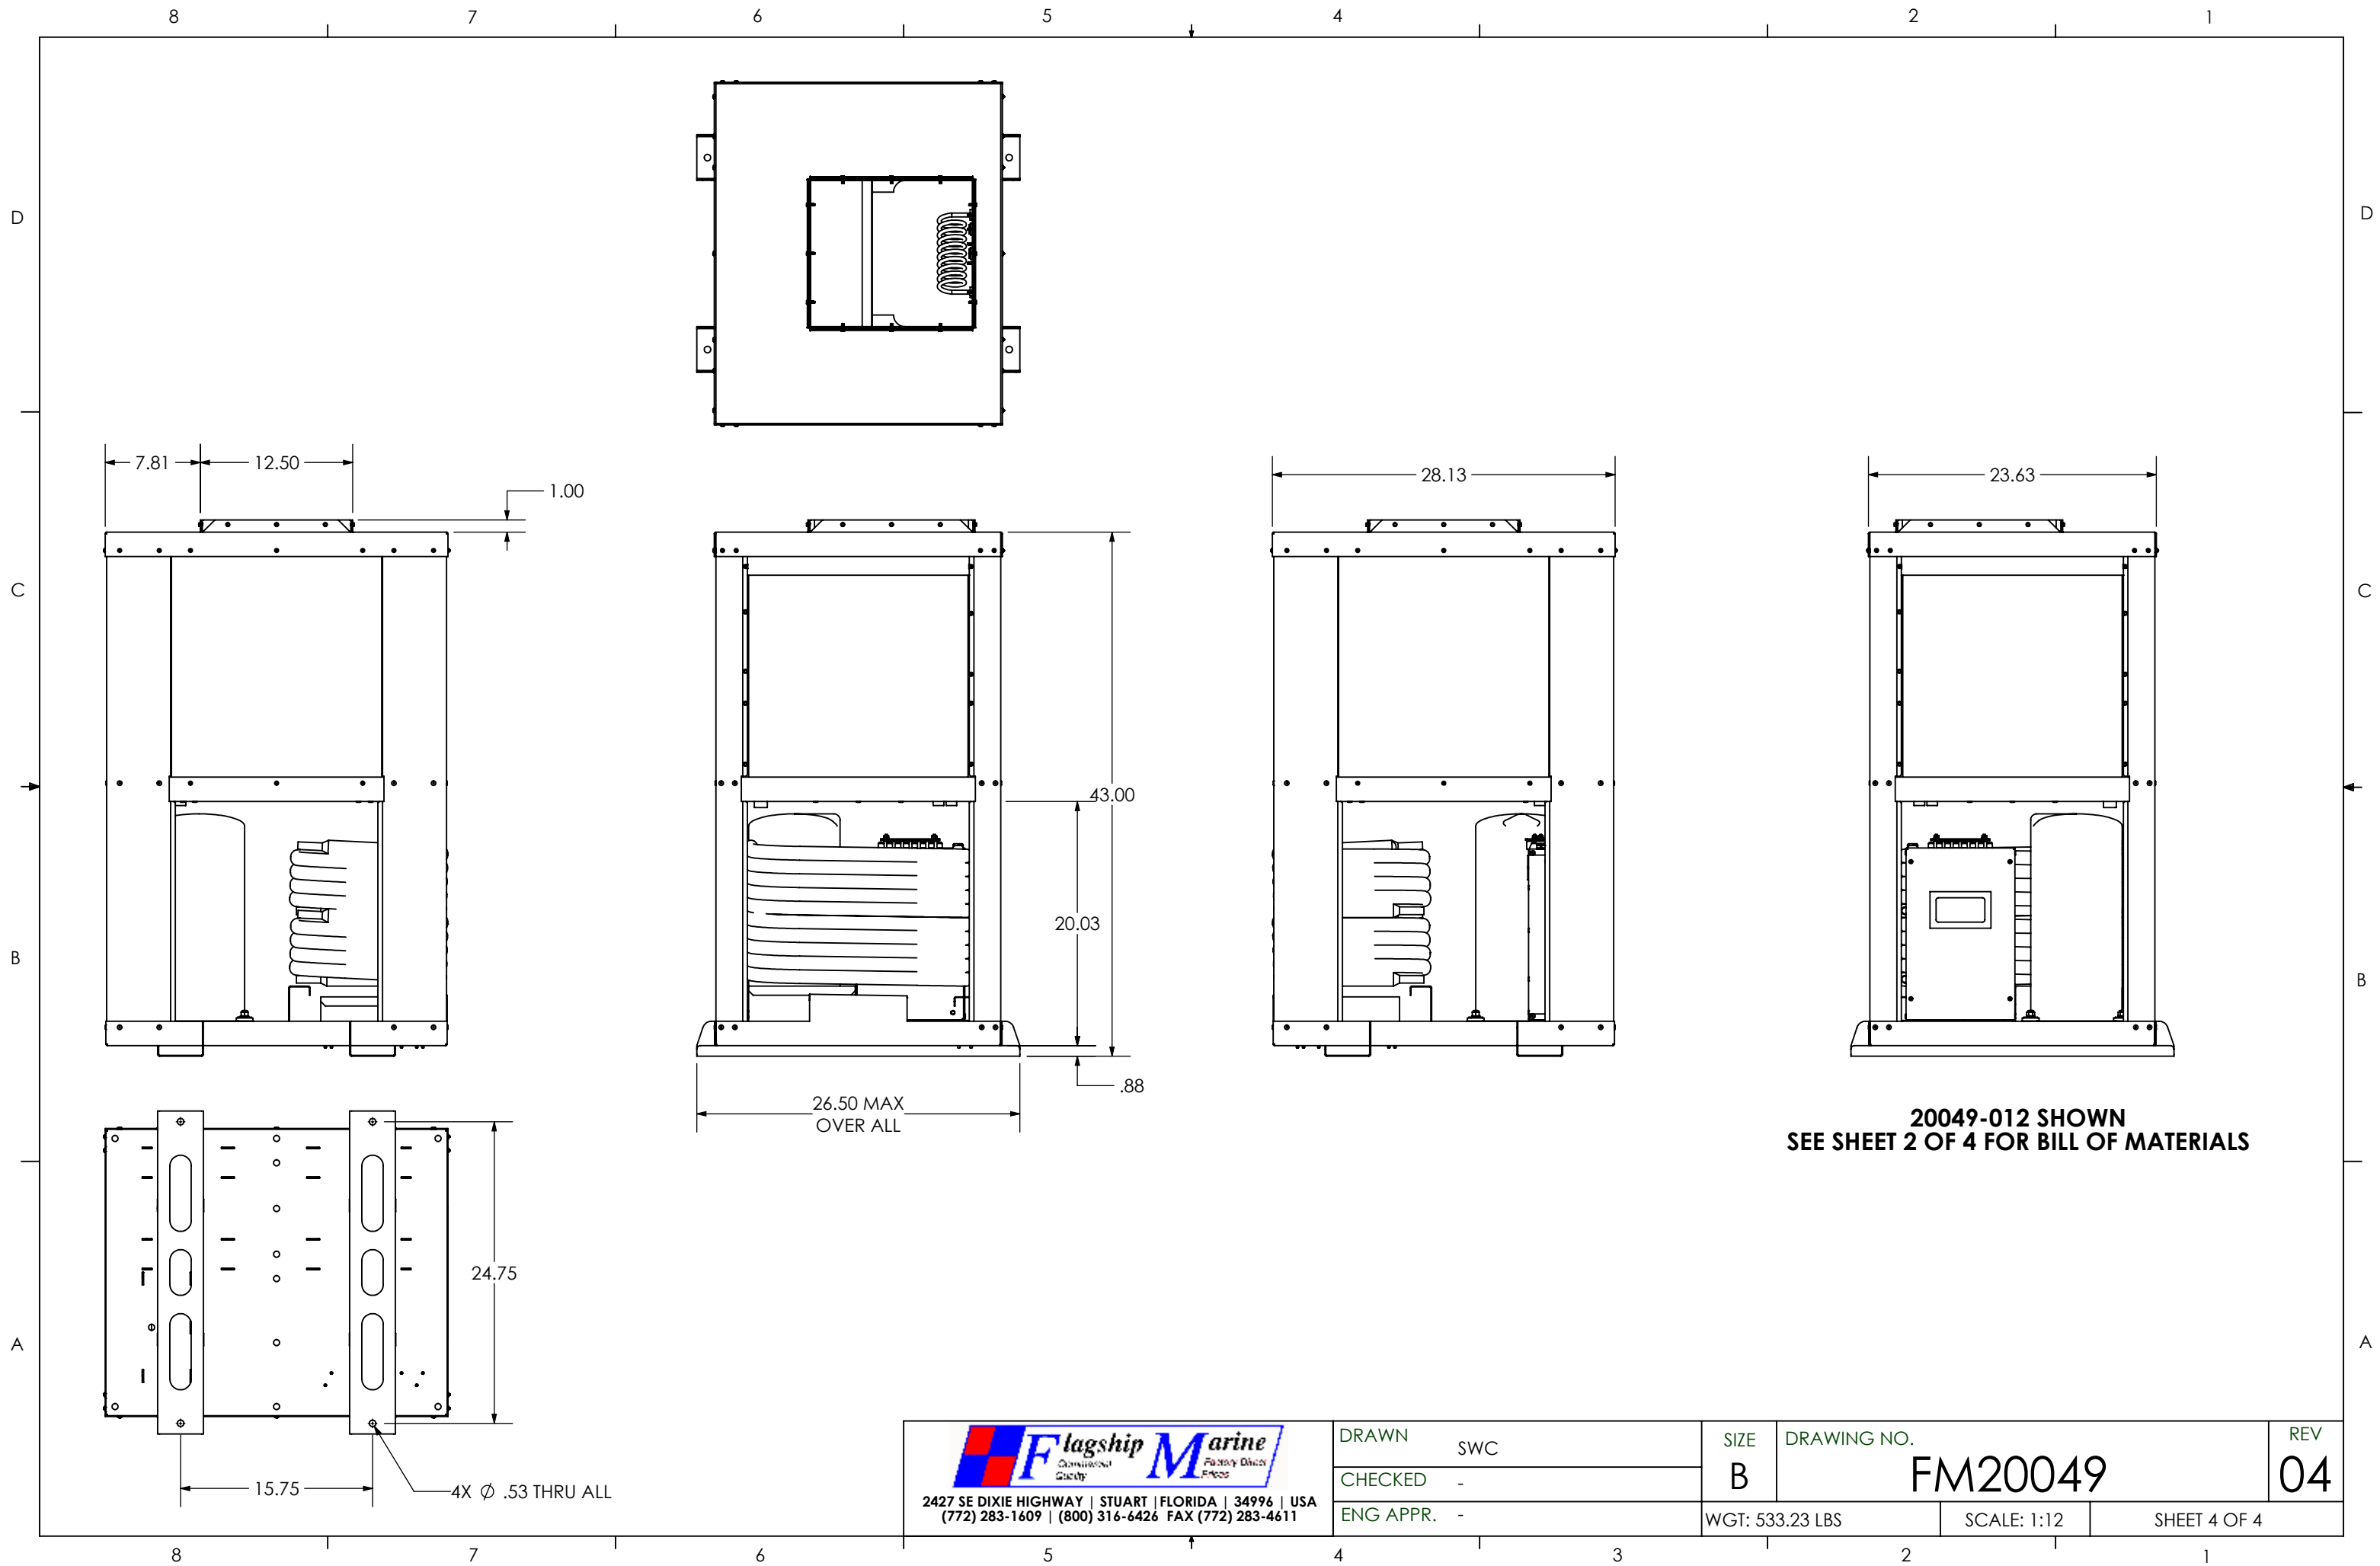 8 7 6 5 4 2 1
D D
7.81 12.50
1.00
28.13
23.63
C C
43.00
20.03
B B
.88
26.50 MAX
OVER ALL
20049-012 SHOWN
SEE SHEET 2 OF 4 FOR BILL OF MATERIALS
24.75
A A
15.75
4X Ø .53 THRU ALL
Flagship Marine
Commercial
Quality
Factory Direct
Prices
2427 SE DIXIE HIGHWAY | STUART |FLORIDA | 34996 | USA
(772) 283-1609 | (800) 316-6426 FAX (772) 283-4611
DRAWN SWC
CHECKED -
ENG APPR. -
SIZE
B
DRAWING NO.
FM20049
REV
04
WGT: 533.23 LBS
SCALE: 1:12
SHEET 4 OF 4
8 7 6 5 4 3 2 1